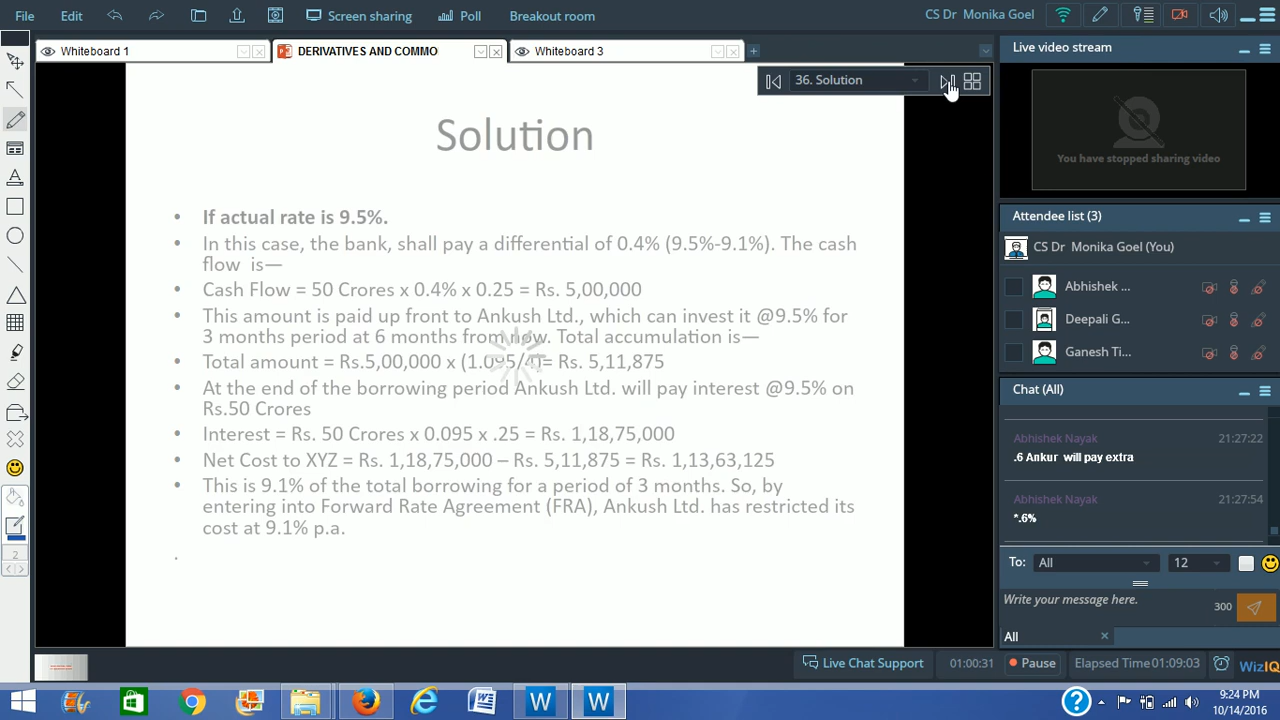 File Edit Screen sharing Poll Breakout room CS Dr Monika Goel
Whiteboard 1 DERIVATIVES AND COMMO Whiteboard 3 Live video stream
36. Solution
Solution
You have stopped sharing video
• If actual rate is 9.5%.
• In this case, the bank, shall pay a differential of 0.4% (9.5%-9.1%). The cash
flow is—
• Cash Flow = 50 Crores x 0.4% x 0.25 = Rs. 5,00,000
• This amount is paid up front to Ankush Ltd., which can invest it @9.5% for
3 months period at 6 months from now. Total accumulation is—
• Total amount = Rs.5,00,000 x (1.095/4)= Rs. 5,11,875
• At the end of the borrowing period Ankush Ltd. will pay interest @9.5% on
Rs.50 Crores
• Interest = Rs. 50 Crores x 0.095 x .25 = Rs. 1,18,75,000
• Net Cost to XYZ = Rs. 1,18,75,000 – Rs. 5,11,875 = Rs. 1,13,63,125
• This is 9.1% of the total borrowing for a period of 3 months. So, by
entering into Forward Rate Agreement (FRA), Ankush Ltd. has restricted its
cost at 9.1% p.a.
.
Attendee list (3)
CS Dr Monika Goel (You)
Abhishek ...
Deepali G...
Ganesh Ti...
Chat (All)
Abhishek Nayak 21:27:22
.6 Ankur will pay extra
Abhishek Nayak 21:27:54
*.6%
To: All 12
Write your message here. 300
All
2
Live Chat Support 01:00:31 Pause Elapsed Time 01:09:03 WizIQ
9:24 PM
10/14/2016